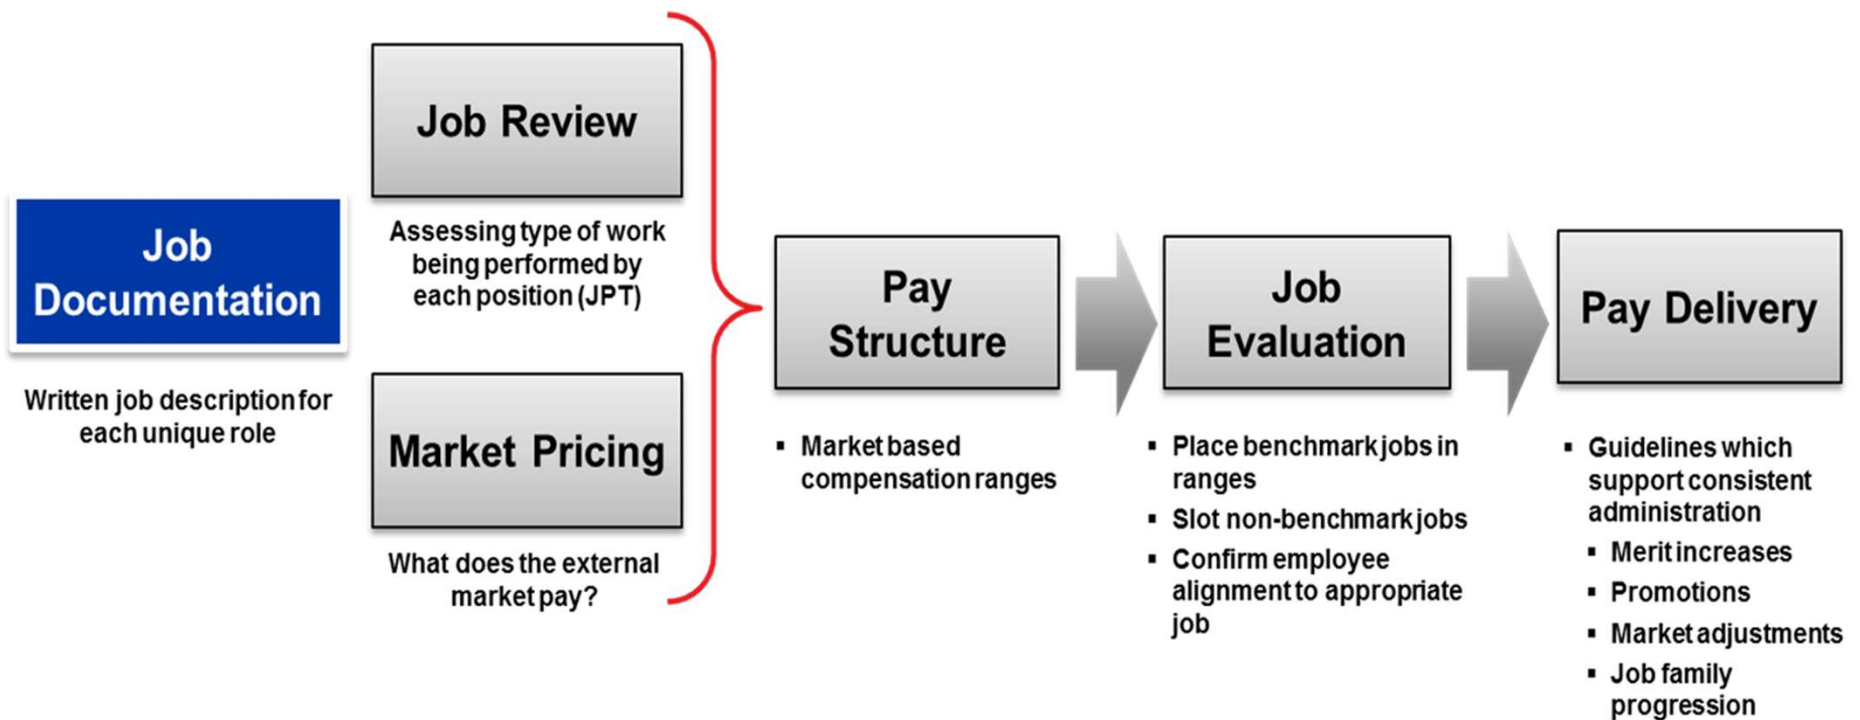 Job
Documentation
Written job description for
each unique role
Job Review
Assessing type of work
being performed by
each position (JPT)
Market Pricing
What does the external
market pay?
Pay
Structure
▪ Market based
compensation ranges
Job
Evaluation
▪ Place benchmark jobs in
ranges
▪ Slot non-benchmark jobs
▪ Confirm employee
alignment to appropriate
job
Pay Delivery
▪ Guidelines which
support consistent
administration
▪ Merit increases
▪ Promotions
▪ Market adjustments
▪ Job family
progression